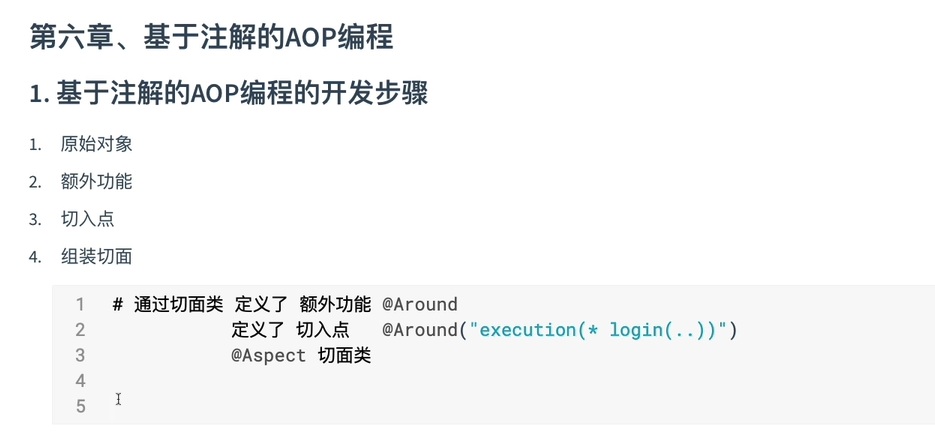 第六章、基于注解的AOP编程
1. 基于注解的AOP编程的开发步骤
1. 原始对象
2. 额外功能
3. 切入点
4. 组装切面
1 # 通过切面类 定义了 额外功能 @Around
2 定义了 切入点 @Around("execution(* login(..))")
3 @Aspect 切面类
4
5